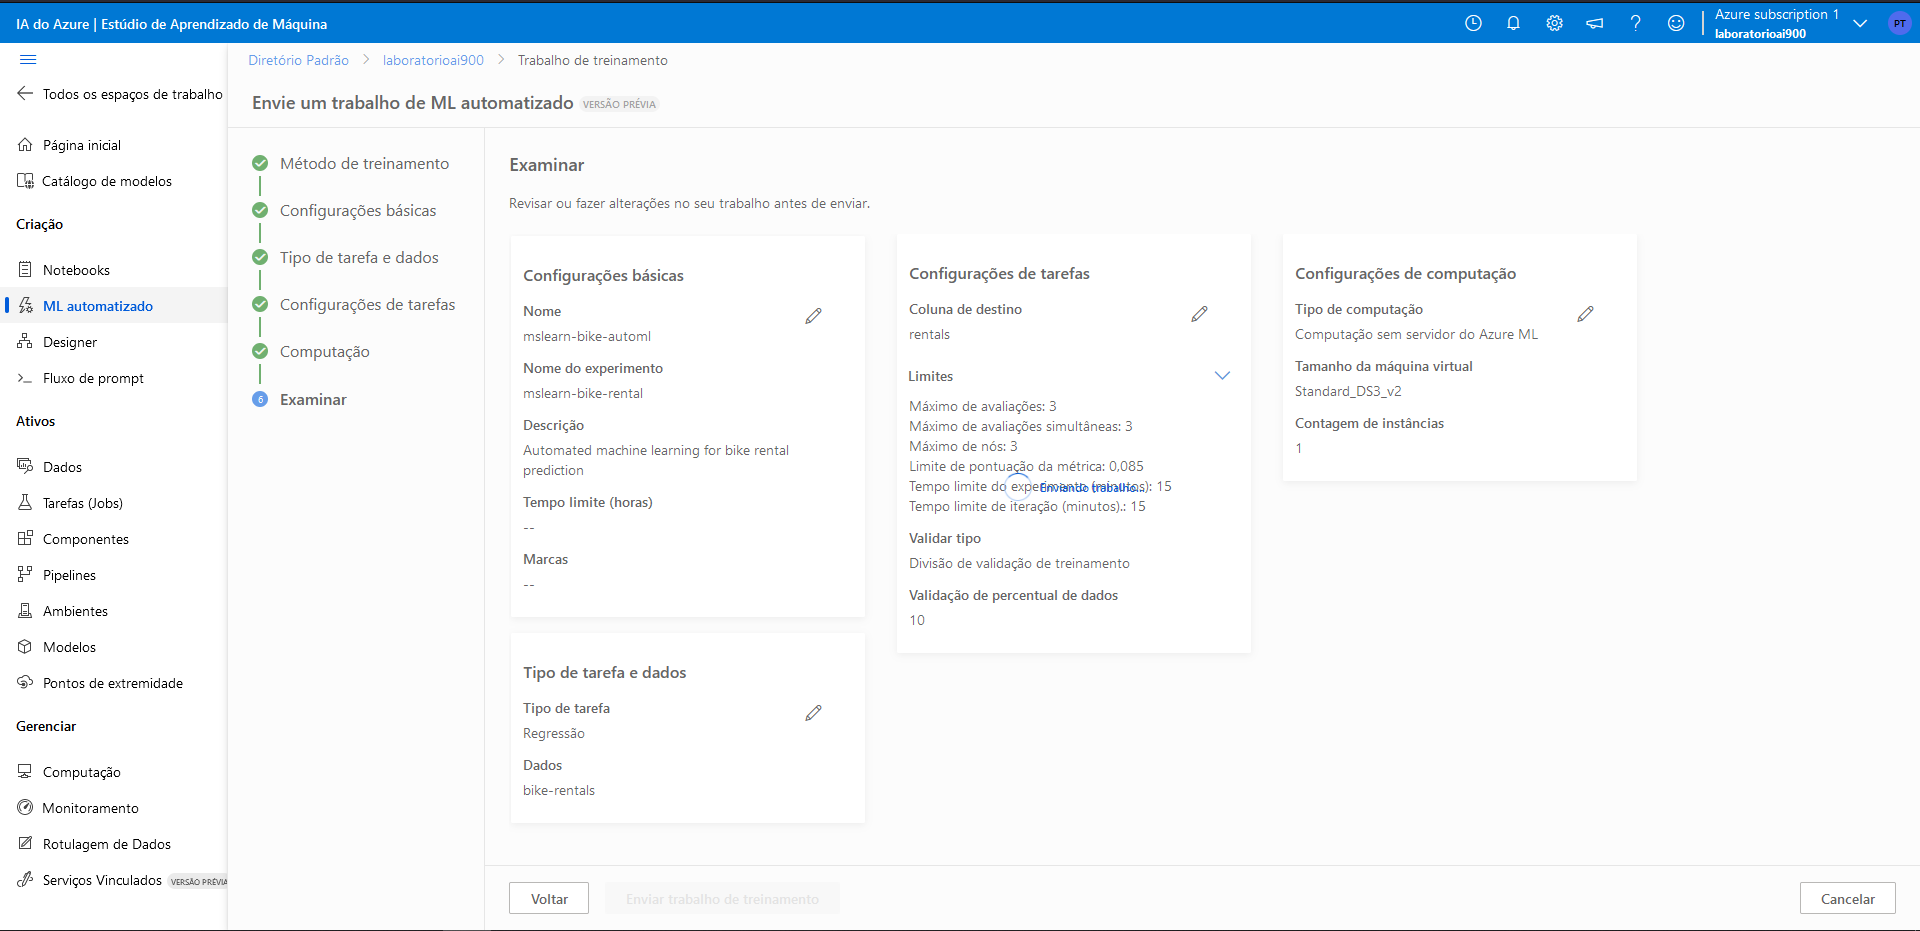 IA do Azure | Estúdio de Aprendizado de Máquina
Azure subscription 1
laboratorioai900
PT
Todos os espaços de trabalho
Página inicial
Catálogo de modelos
Criação
Notebooks
ML automatizado
Designer
Fluxo de prompt
Ativos
Dados
Tarefas (Jobs)
Componentes
Pipelines
Ambientes
Modelos
Pontos de extremidade
Gerenciar
Computação
Monitoramento
Rotulagem de Dados
Serviços Vinculados VERSÃO PRÉVIA
Diretório Padrão > laboratorioai900 > Trabalho de treinamento
Envie um trabalho de ML automatizado VERSÃO PRÉVIA
Método de treinamento
Configurações básicas
Tipo de tarefa e dados
Configurações de tarefas
Computação
6 Examinar
Examinar
Revisar ou fazer alterações no seu trabalho antes de enviar.
Configurações básicas
Nome
mslearn-bike-automl
Nome do experimento
mslearn-bike-rental
Descrição
Automated machine learning for bike rental
prediction
Tempo limite (horas)
--
Marcas
--
Tipo de tarefa e dados
Tipo de tarefa
Regressão
Dados
bike-rentals
Configurações de tarefas
Coluna de destino
rentals
Limites
Máximo de avaliações: 3
Máximo de avaliações simultâneas: 3
Máximo de nós: 3
Limite de pontuação da métrica: 0,085
Tempo limite do experimento (minutos): 15
Enviando trabalho...
Tempo limite de iteração (minutos).: 15
Validar tipo
Divisão de validação de treinamento
Validação de percentual de dados
10
Configurações de computação
Tipo de computação
Computação sem servidor do Azure ML
Tamanho da máquina virtual
Standard_DS3_v2
Contagem de instâncias
1
Voltar
Enviar trabalho de treinamento
Cancelar